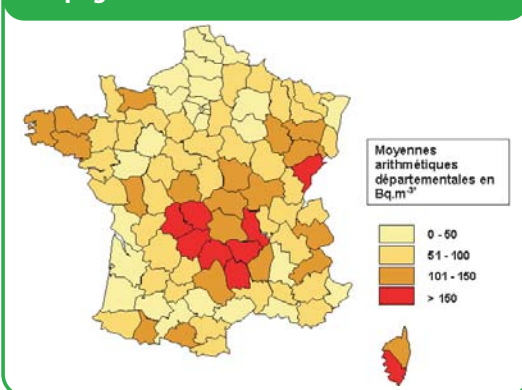 Moyennes
arithmétiques
départementales en
Bq.m-³*
0 - 50
51 - 100
101 - 150
> 150